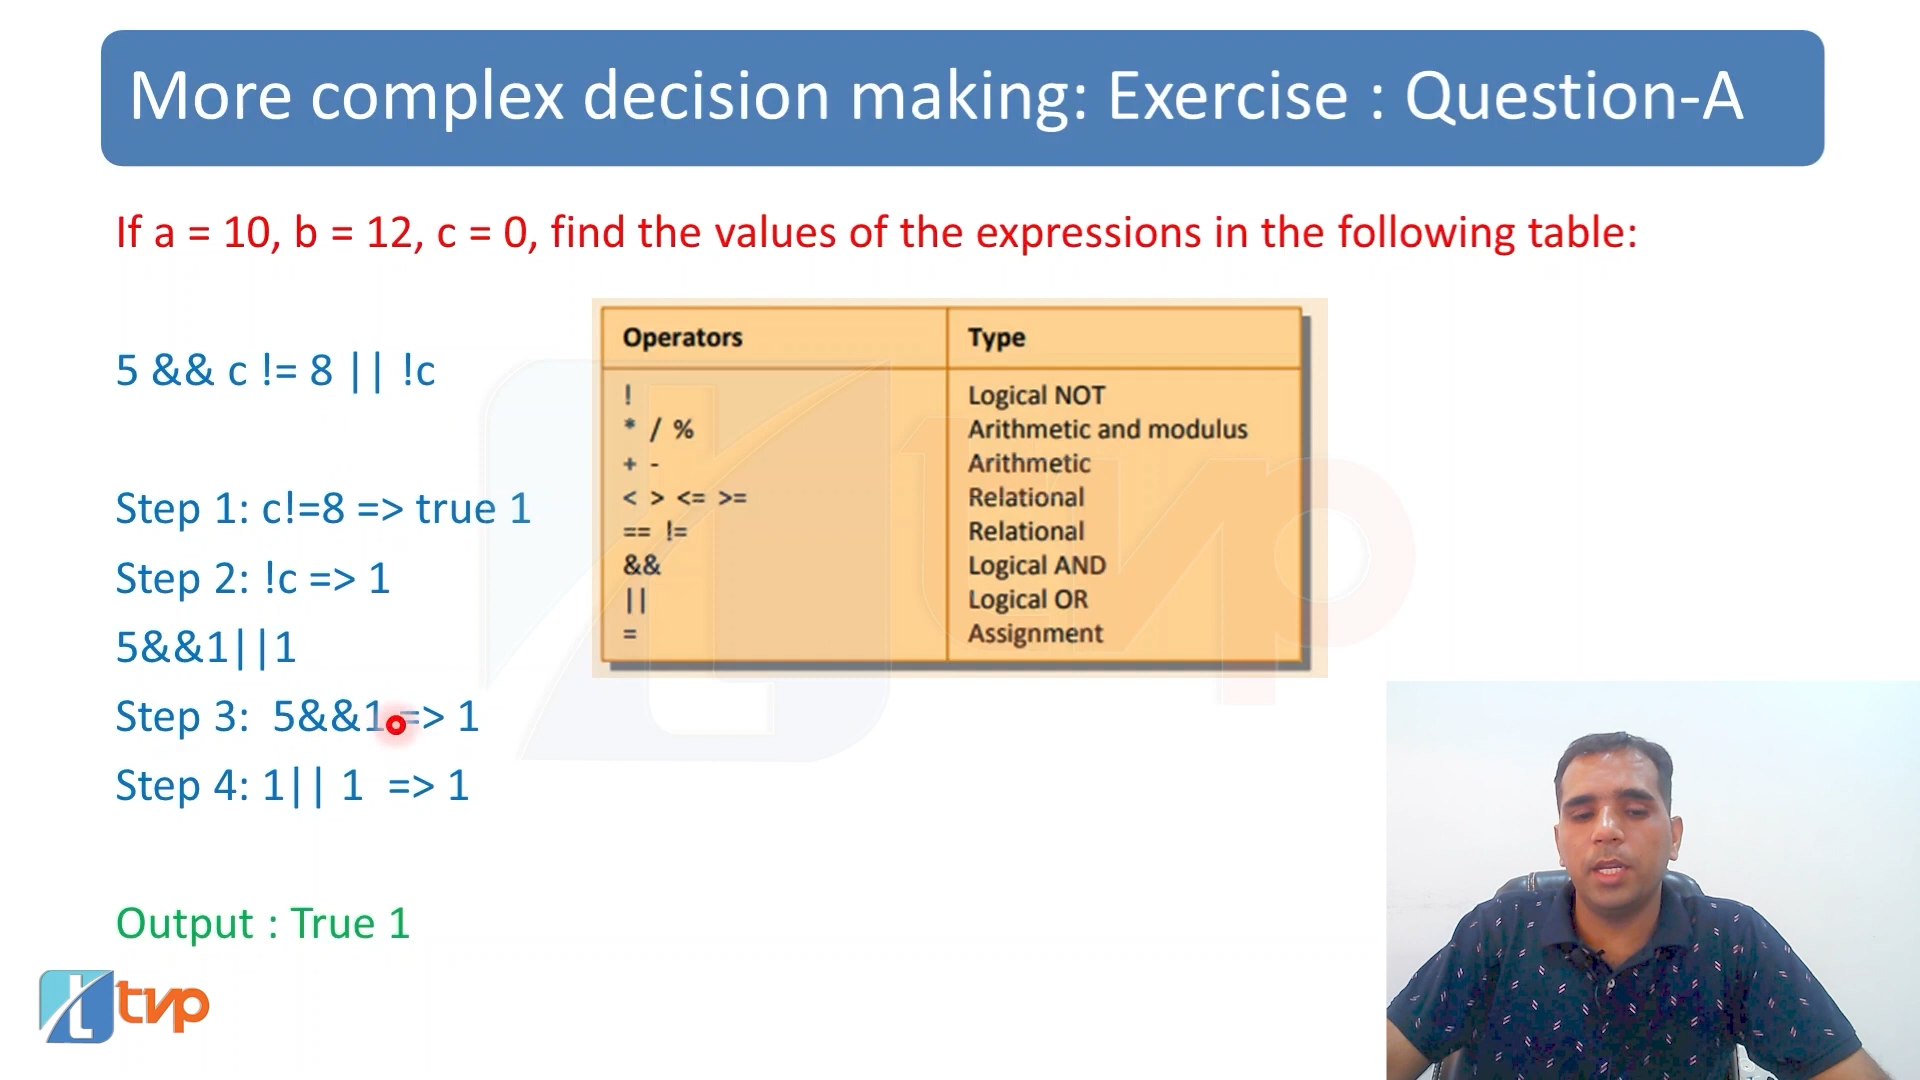 More complex decision making: Exercise : Question-A
If a = 10, b = 12, c = 0, find the values of the expressions in the following table:
5 && c != 8 || !c
Step 1: c!=8 => true 1
Step 2: !c => 1
5&&1||1
Step 3:  5&&1 => 1
Step 4: 1|| 1  => 1
Output : True 1
Operators Type
! Logical NOT
* / % Arithmetic and modulus
+ - Arithmetic
< > <= >= Relational
== != Relational
&& Logical AND
|| Logical OR
= Assignment
tvp
tvp